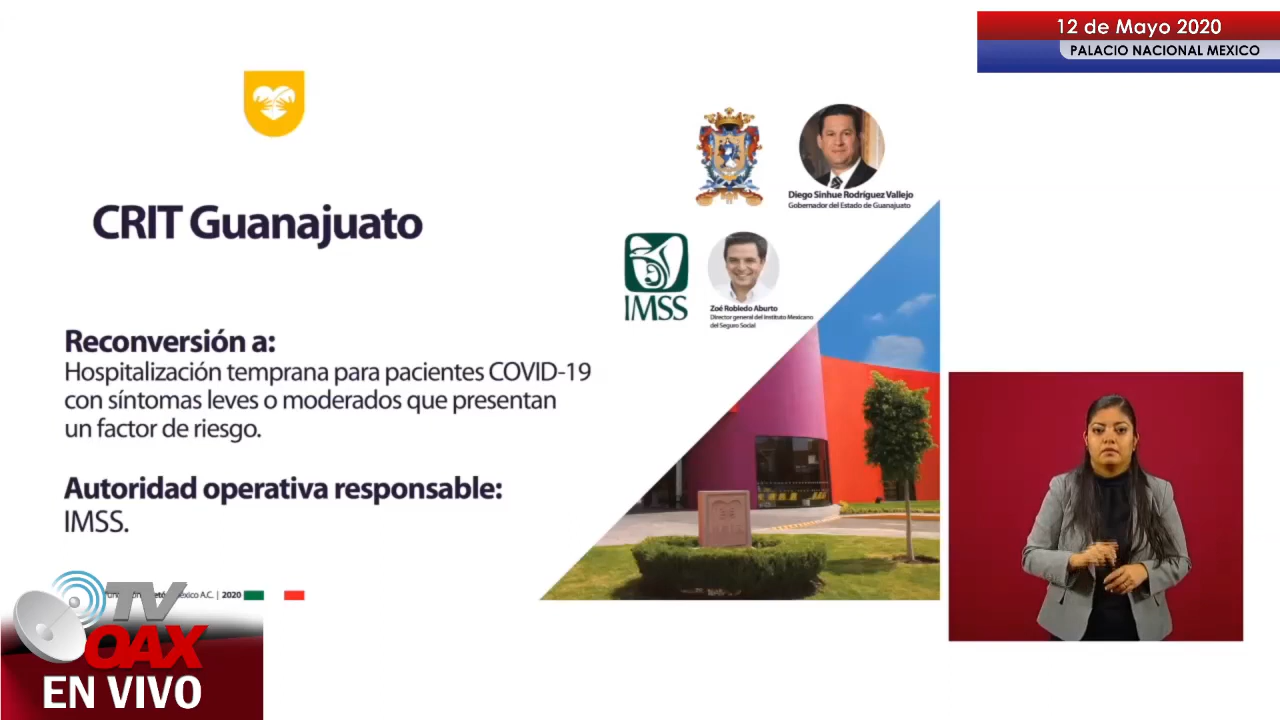 12 de Mayo 2020
PALACIO NACIONAL MEXICO
CRIT Guanajuato
Diego Sinhue Rodríguez Vallejo
Gobernador del Estado de Guanajuato
IMSS
Zoé Robledo Aburto
Director general del Instituto Mexicano
del Seguro Social
Reconversión a:
Hospitalización temprana para pacientes COVID-19
con síntomas leves o moderados que presentan
un factor de riesgo.
Autoridad operativa responsable:
IMSS.
A.C. | 2020
TV
OAX
EN VIVO